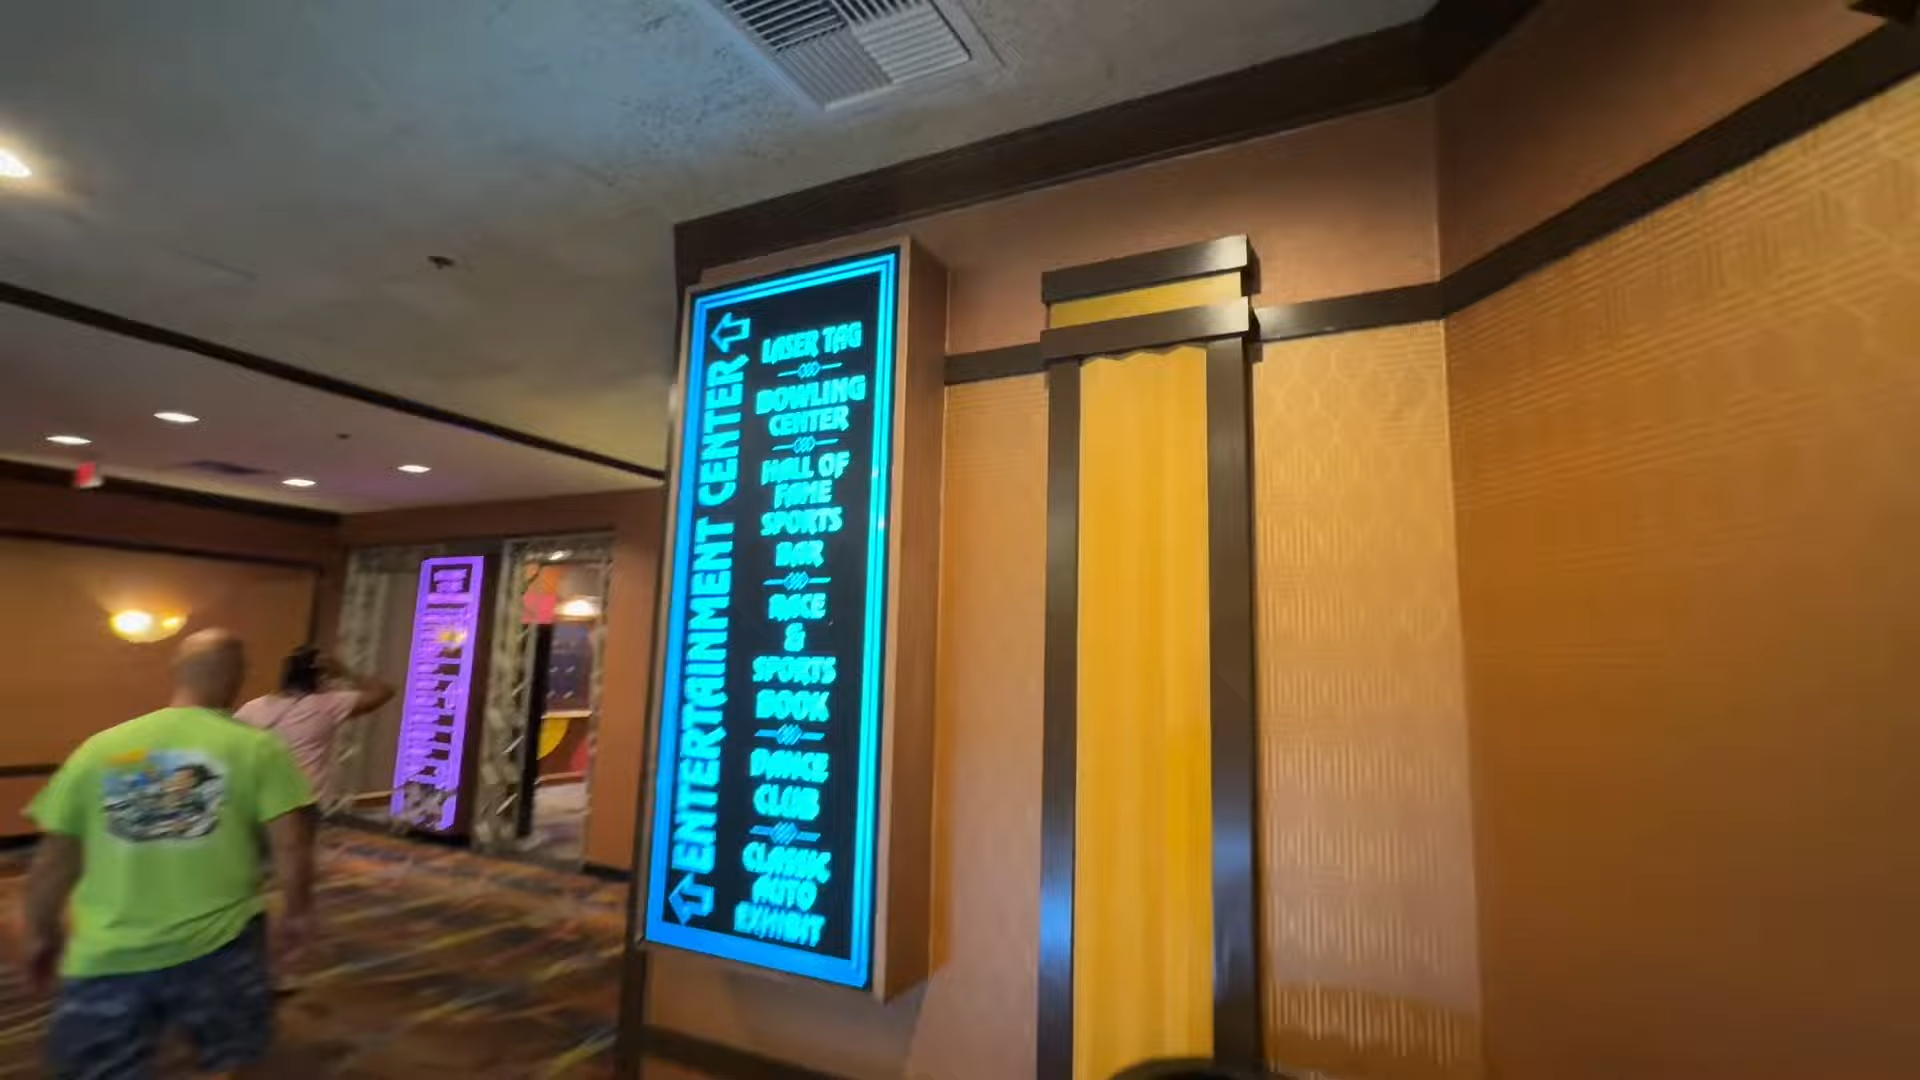 ENTERTAINMENT CENTER
LASER TAG
BOWLING
CENTER
HALL OF
FAME
SPORTS
BAR
RACE
&
SPORTS
BOOK
DANCE
CLUB
CLASSIC
AUTO
EXHIBIT